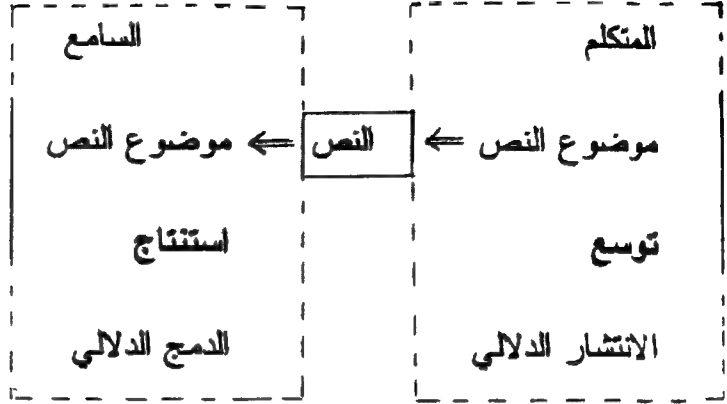 المتكلم السامع
موضوع النص ⇐ النص ⇐ موضوع النص
توسع استنتاج
الانتشار الدلالي الدمج الدلالي